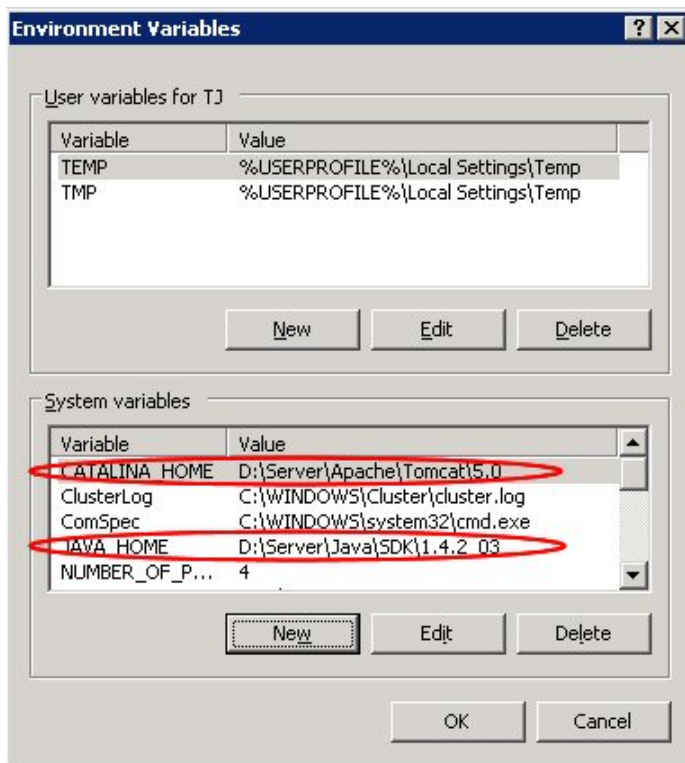 Environment Variables
User variables for TJ
Variable Value
TEMP %USERPROFILE%\Local Settings\Temp
TMP %USERPROFILE%\Local Settings\Temp
New Edit Delete
System variables
Variable Value
CATALINA_HOME D:\Server\Apache\Tomcat\5.0
ClusterLog C:\WINDOWS\Cluster\cluster.log
ComSpec C:\WINDOWS\system32\cmd.exe
JAVA_HOME D:\Server\Java\SDK\1.4.2_03
NUMBER_OF_P... 4
New Edit Delete
OK Cancel